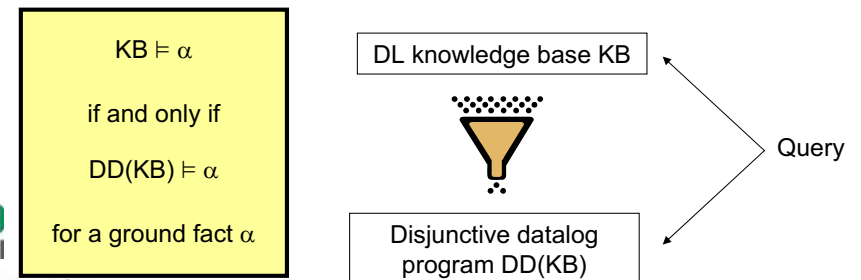 KB ⊨ α
if and only if
DD(KB) ⊨ α
for a ground fact α
DL knowledge base KB
Query
Disjunctive datalog
program DD(KB)